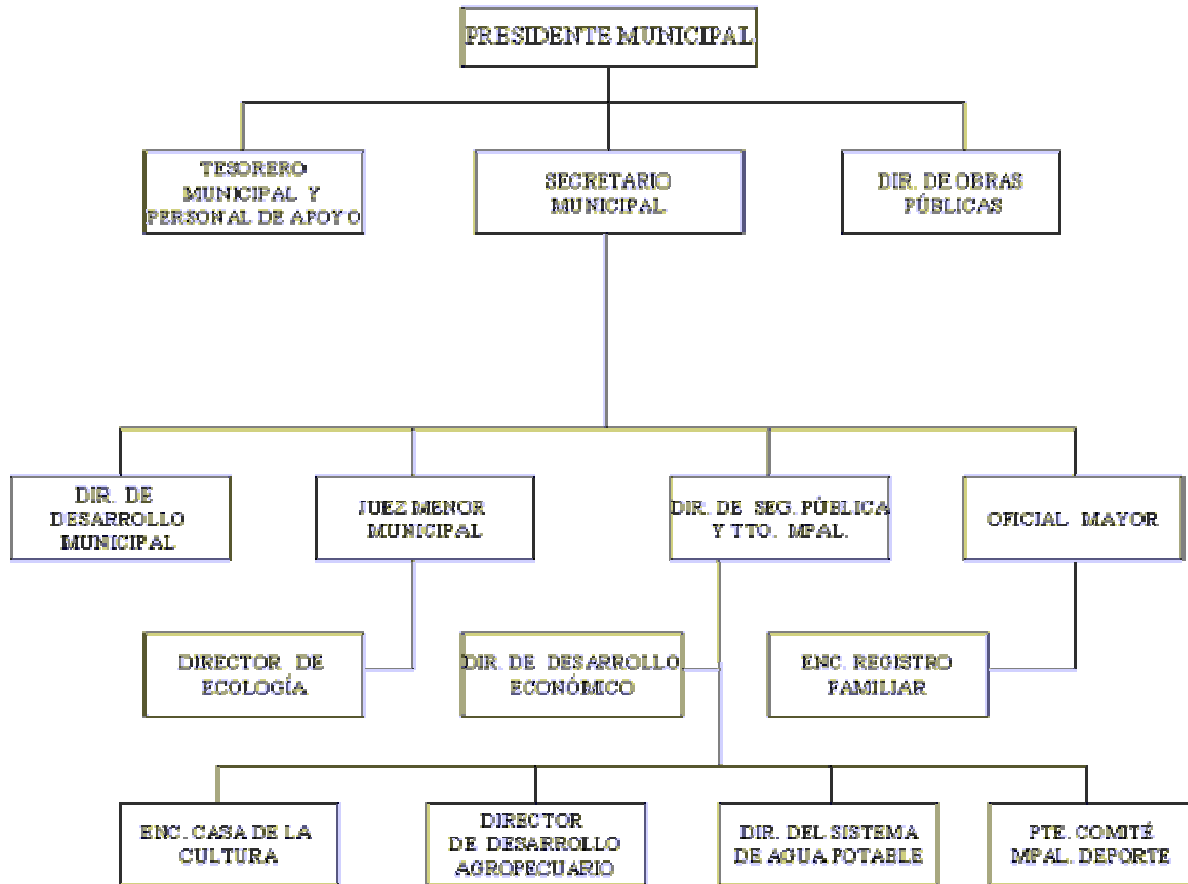 PRESIDENTE MUNICIPAL
TESORERO
MUNICIPAL Y
PERSONAL DE APOYO
SECRETARIO
MUNICIPAL
DIR. DE OBRAS
PÚBLICAS
DIR. DE
DESARROLLO
MUNICIPAL
JUEZ MENOR
MUNICIPAL
DIR. DE SEG. PÚBLICA
Y TTO. MPAL.
OFICIAL MAYOR
DIRECTOR DE
ECOLOGÍA
DIR. DE DESARROLLO
ECONÓMICO
ENC. REGISTRO
FAMILIAR
ENC. CASA DE LA
CULTURA
DIRECTOR
DE DESARROLLO
AGROPECUARIO
DIR. DEL SISTEMA
DE AGUA POTABLE
PTE. COMITÉ
MPAL. DEPORTE